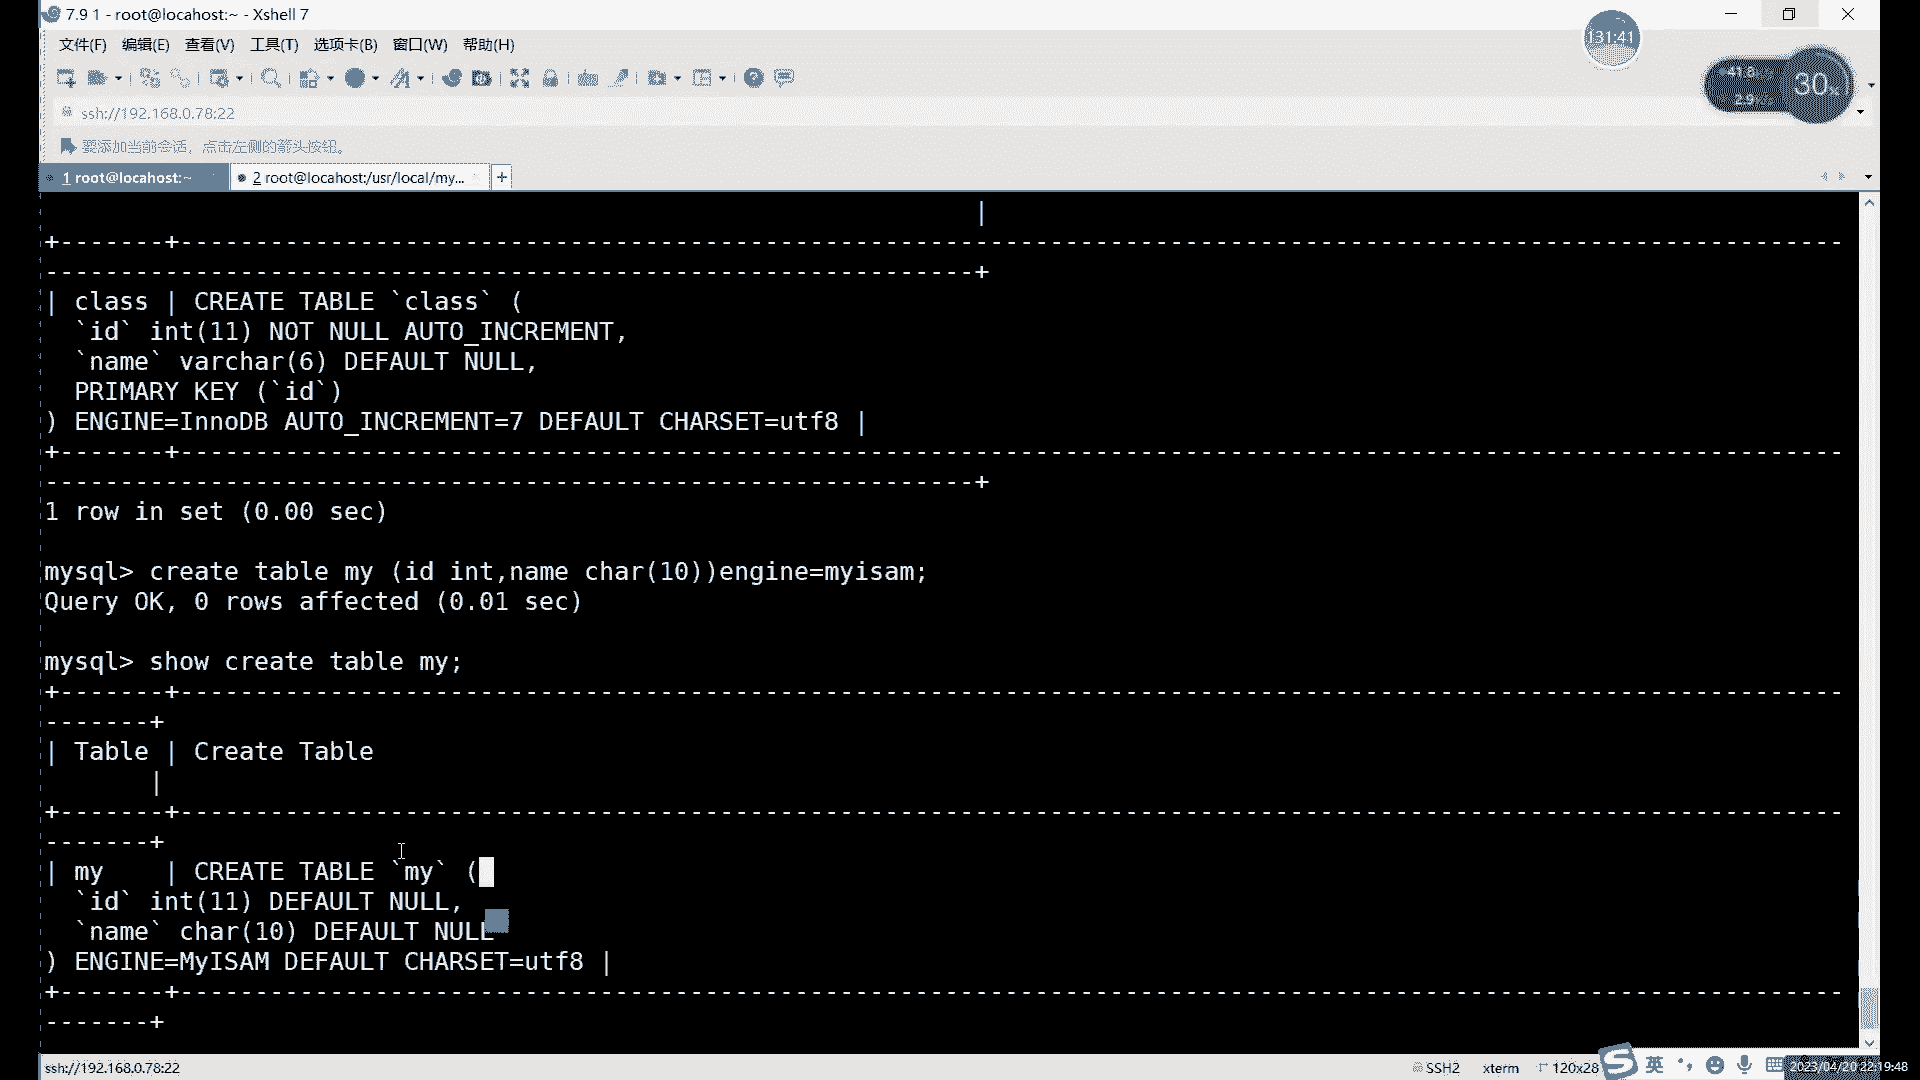 7.9 1 - root@locahost:~ - Xshell 7
文件(F) 编辑(E) 查看(V) 工具(T) 选项卡(B) 窗口(W) 帮助(H)
131:41
30%
ssh://192.168.0.78:22
要添加当前会话，点击左侧的箭头按钮。
1 root@locahost:~
2 root@locahost:/usr/local/my...
+
|
+-------+---------------------------------------------------------------------------------------------------------------
--------------------------------------------------------------+
| class | CREATE TABLE `class` (
`id` int(11) NOT NULL AUTO_INCREMENT,
`name` varchar(6) DEFAULT NULL,
PRIMARY KEY (`id`)
) ENGINE=InnoDB AUTO_INCREMENT=7 DEFAULT CHARSET=utf8 |
+-------+---------------------------------------------------------------------------------------------------------------
--------------------------------------------------------------+
1 row in set (0.00 sec)
mysql> create table my (id int,name char(10))engine=myisam;
Query OK, 0 rows affected (0.01 sec)
mysql> show create table my;
+-------+---------------------------------------------------------------------------------------------------------------
-------+
| Table | Create Table
|
+-------+---------------------------------------------------------------------------------------------------------------
-------+
| my | CREATE TABLE `my` (
`id` int(11) DEFAULT NULL,
`name` char(10) DEFAULT NULL
) ENGINE=MyISAM DEFAULT CHARSET=utf8 |
+-------+---------------------------------------------------------------------------------------------------------------
-------+
ssh://192.168.0.78:22
SSH2 xterm 120x28
英
2023/04/20 22:19:48